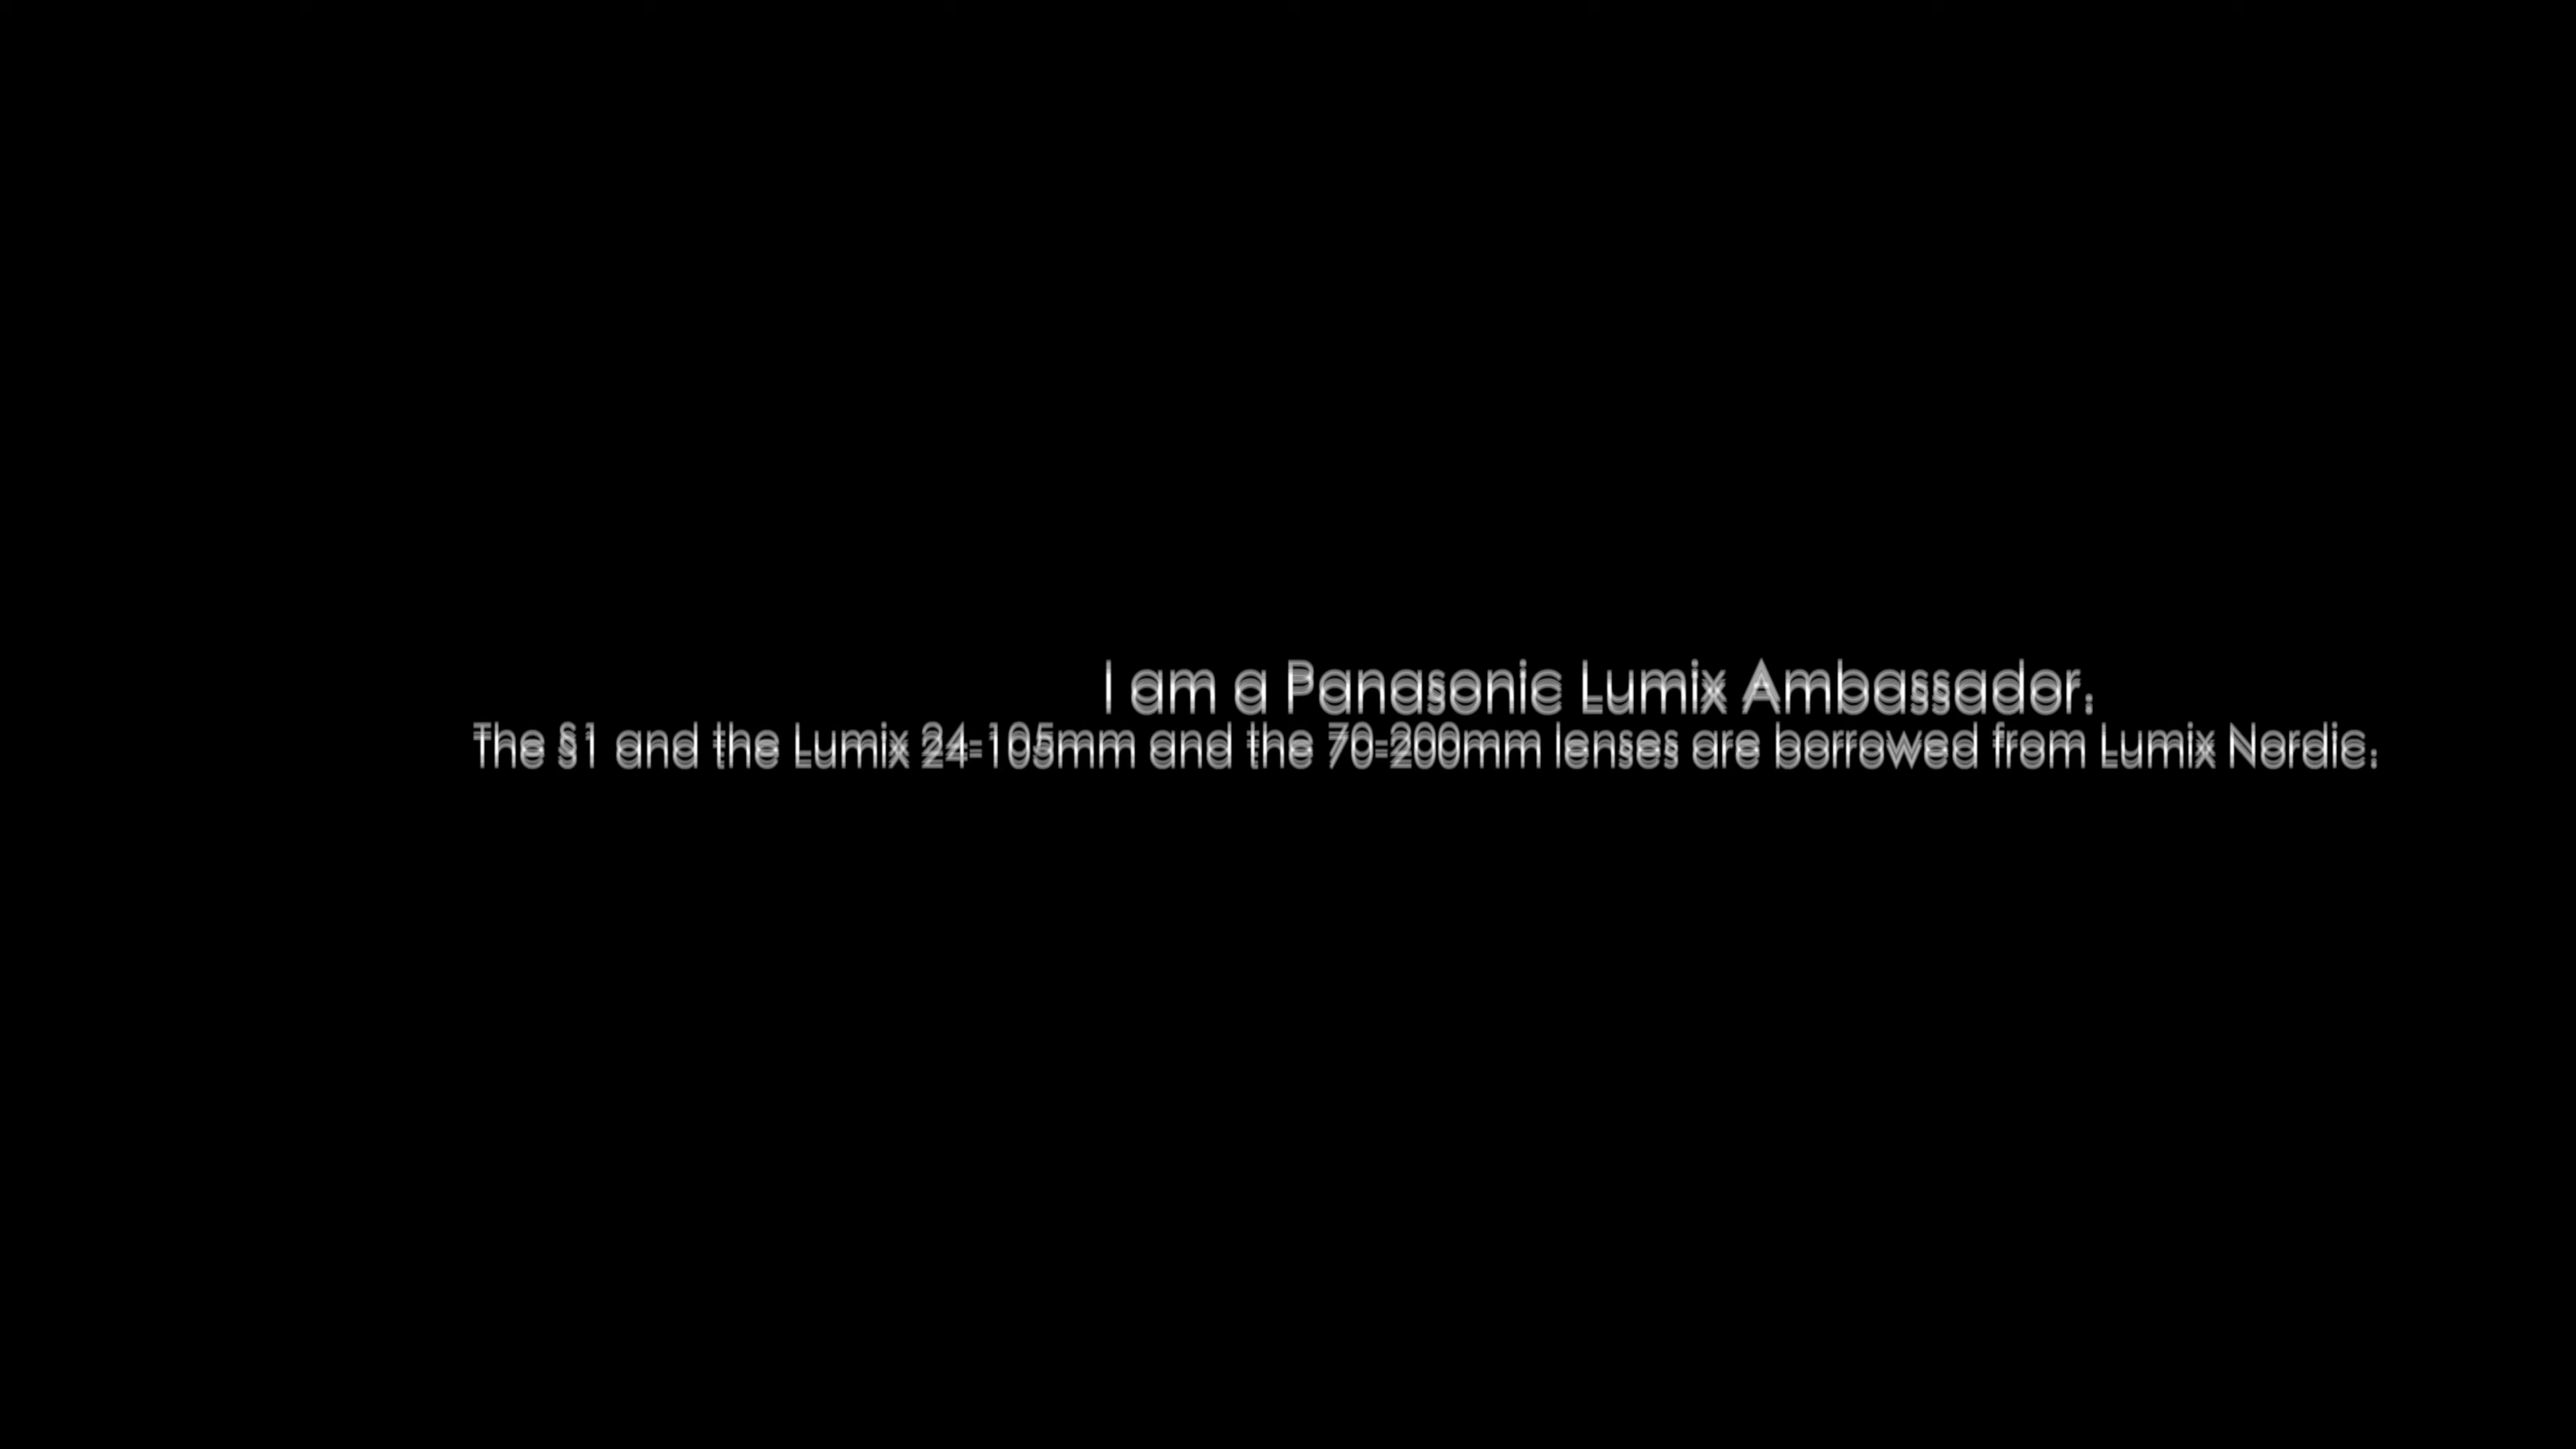 I am a Panasonic Lumix Ambassador.
The S1 and the Lumix 24-105mm and the 70-200mm lenses are borrowed from Lumix Nordic.